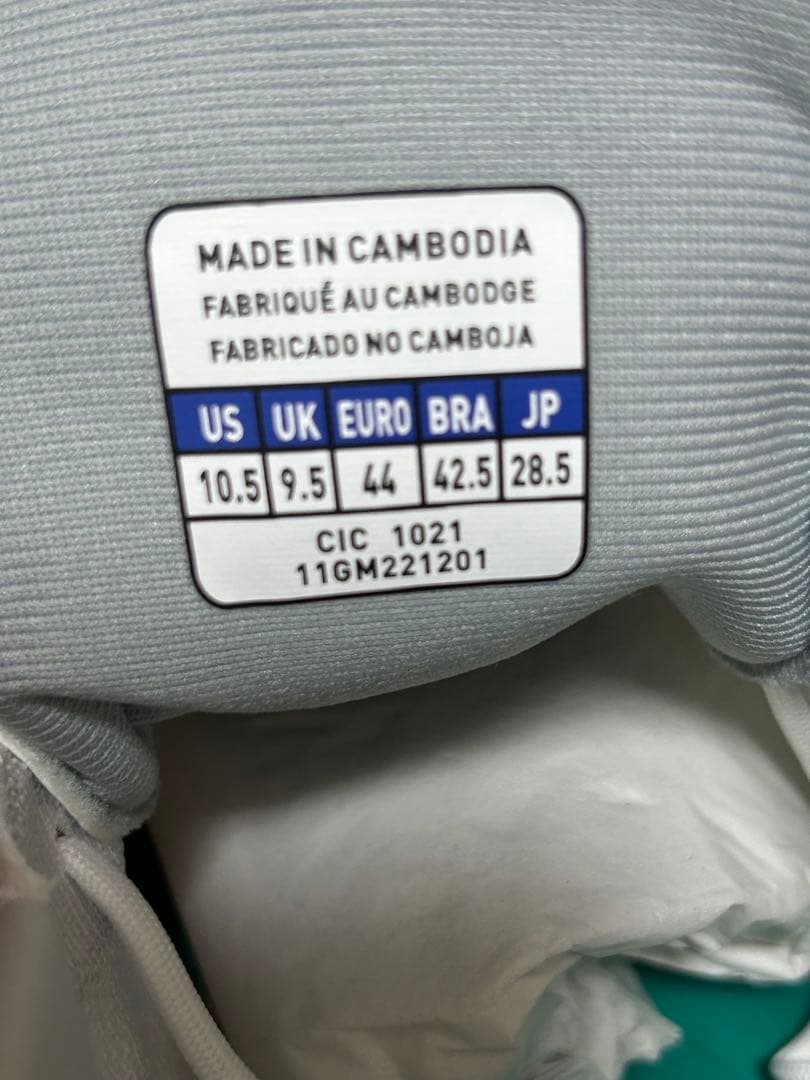 MADE IN CAMBODIA
FABRIQUÉ AU CAMBODGE
FABRICADO NO CAMBOJA
US UK EURO BRA JP
10.5 9.5 44 42.5 28.5
CIC 1021
11GM221201